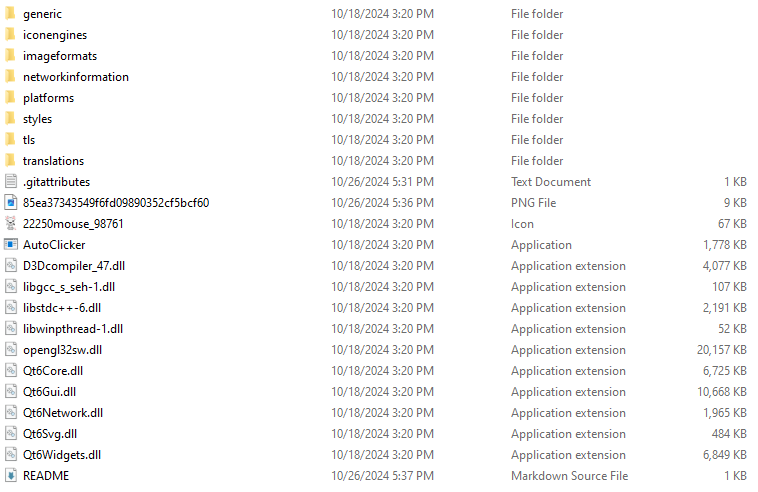 generic 10/18/2024 3:20 PM File folder
iconengines 10/18/2024 3:20 PM File folder
imageformats 10/18/2024 3:20 PM File folder
networkinformation 10/18/2024 3:20 PM File folder
platforms 10/18/2024 3:20 PM File folder
styles 10/18/2024 3:20 PM File folder
tls 10/18/2024 3:20 PM File folder
translations 10/18/2024 3:20 PM File folder
.gitattributes 10/26/2024 5:31 PM Text Document 1 KB
85ea37343549f6fd09890352cf5bcf60 10/26/2024 5:36 PM PNG File 9 KB
22250mouse_98761 10/18/2024 3:20 PM Icon 67 KB
AutoClicker 10/18/2024 3:20 PM Application 1,778 KB
D3Dcompiler_47.dll 10/18/2024 3:20 PM Application extension 4,077 KB
libgcc_s_seh-1.dll 10/18/2024 3:20 PM Application extension 107 KB
libstdc++-6.dll 10/18/2024 3:20 PM Application extension 2,191 KB
libwinpthread-1.dll 10/18/2024 3:20 PM Application extension 52 KB
opengl32sw.dll 10/18/2024 3:20 PM Application extension 20,157 KB
Qt6Core.dll 10/18/2024 3:20 PM Application extension 6,725 KB
Qt6Gui.dll 10/18/2024 3:20 PM Application extension 10,668 KB
Qt6Network.dll 10/18/2024 3:20 PM Application extension 1,965 KB
Qt6Svg.dll 10/18/2024 3:20 PM Application extension 484 KB
Qt6Widgets.dll 10/18/2024 3:20 PM Application extension 6,849 KB
README 10/26/2024 5:37 PM Markdown Source File 1 KB